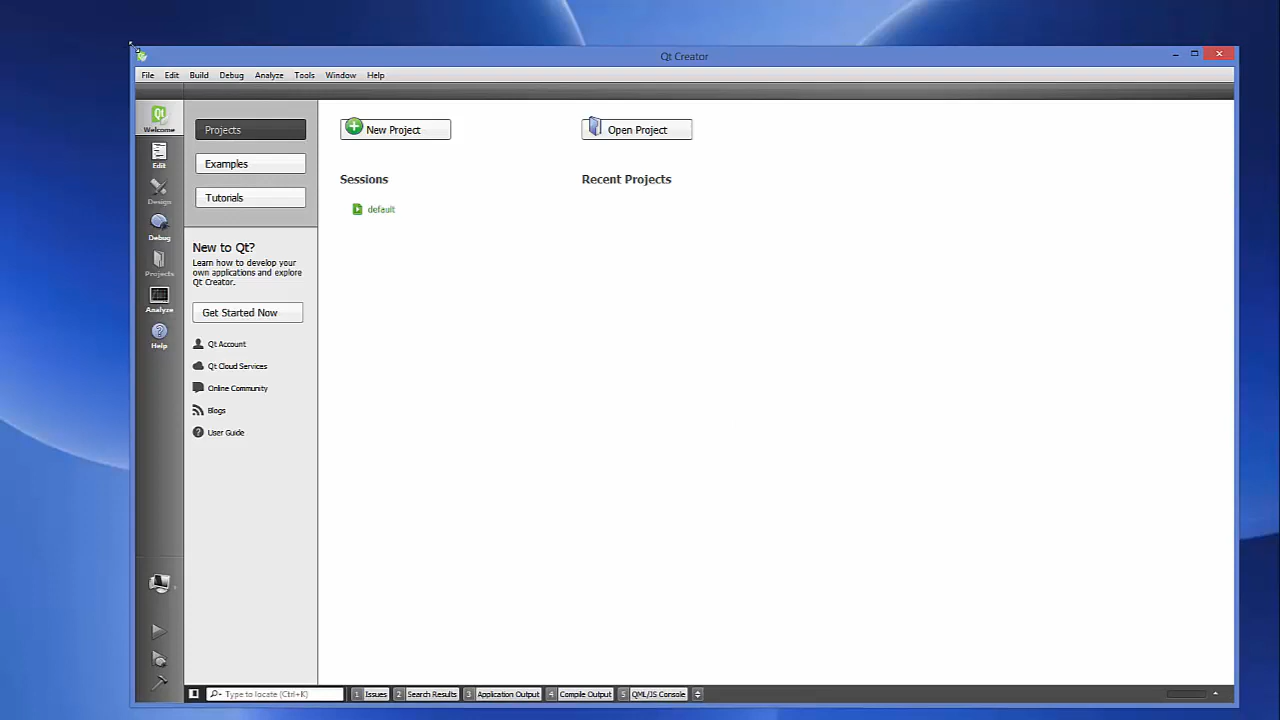 Qt Creator
File Edit Build Debug Analyze Tools Window Help
Qt
Welcome
Edit
Design
Debug
Projects
Analyze
Help
Projects
Examples
Tutorials
New to Qt?
Learn how to develop your
own applications and explore
Qt Creator.
Get Started Now
Qt Account
Qt Cloud Services
Online Community
Blogs
User Guide
New Project
Open Project
Sessions
Recent Projects
default
Type to locate (Ctrl+K)
1 Issues 2 Search Results 3 Application Output 4 Compile Output 5 QML/JS Console